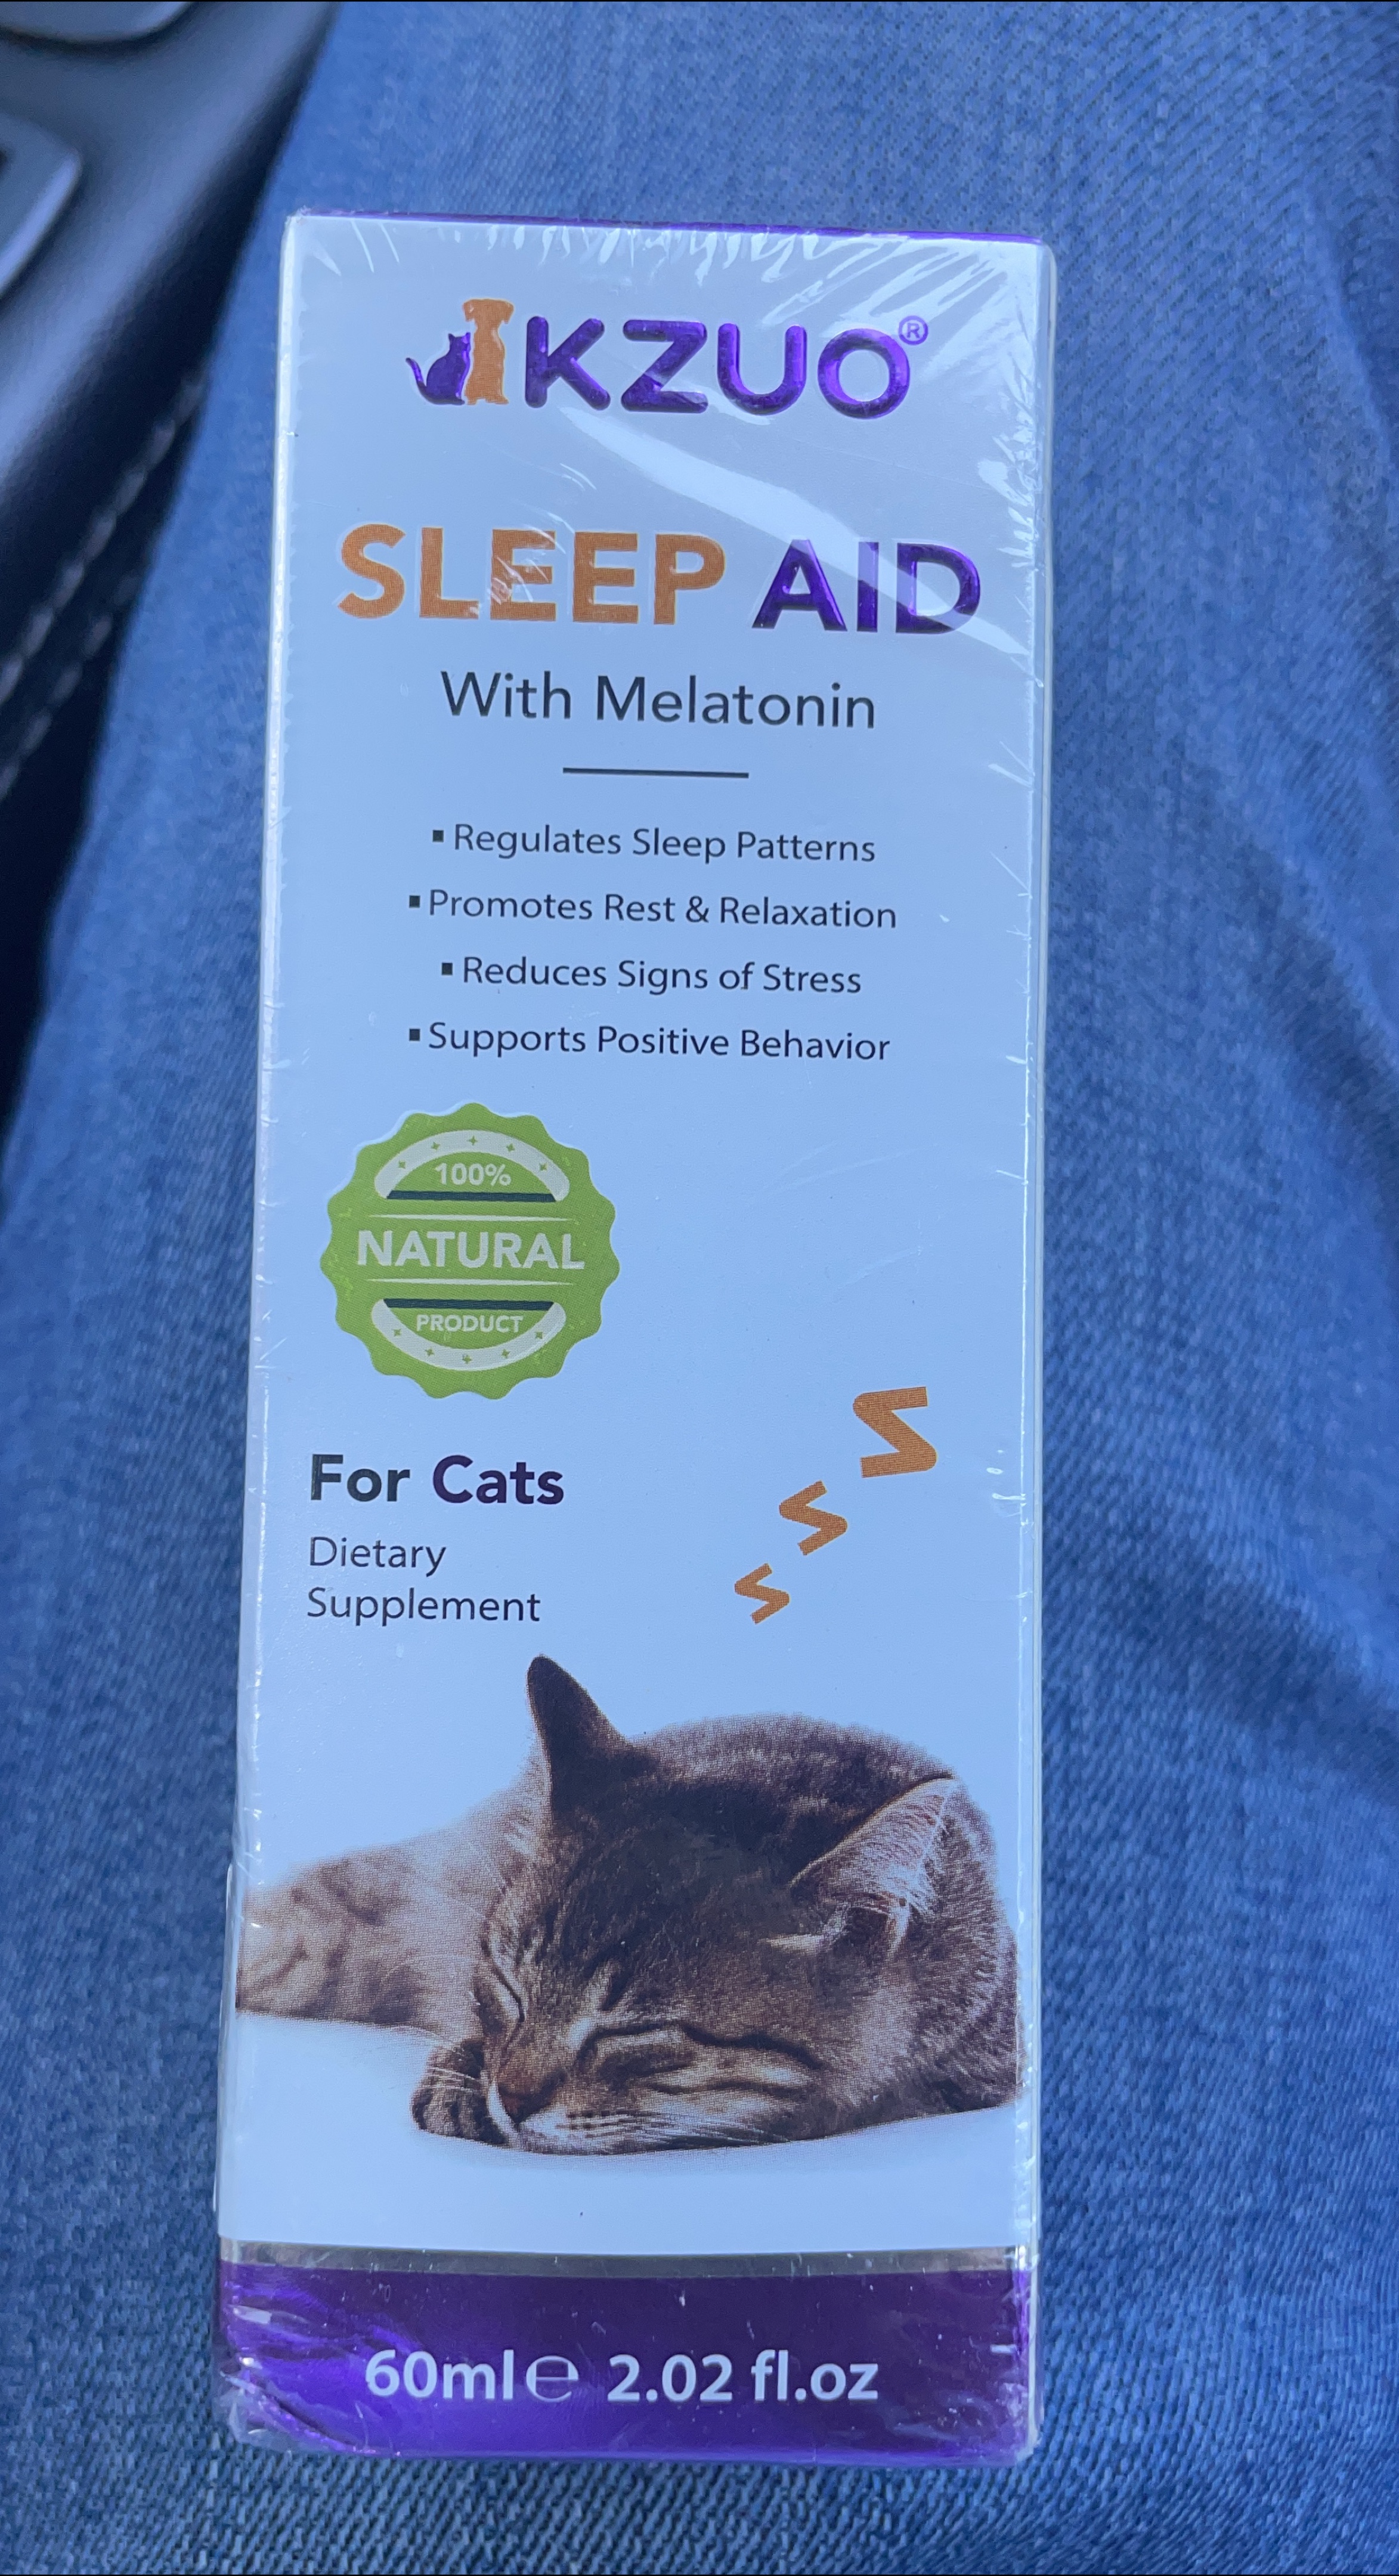 KZUO®
SLEEP AID
With Melatonin
▪ Regulates Sleep Patterns
▪ Promotes Rest & Relaxation
▪ Reduces Signs of Stress
▪ Supports Positive Behavior
100%
NATURAL
PRODUCT
For Cats
Dietary
Supplement
Z
Z
Z
60ml℮ 2.02 fl.oz